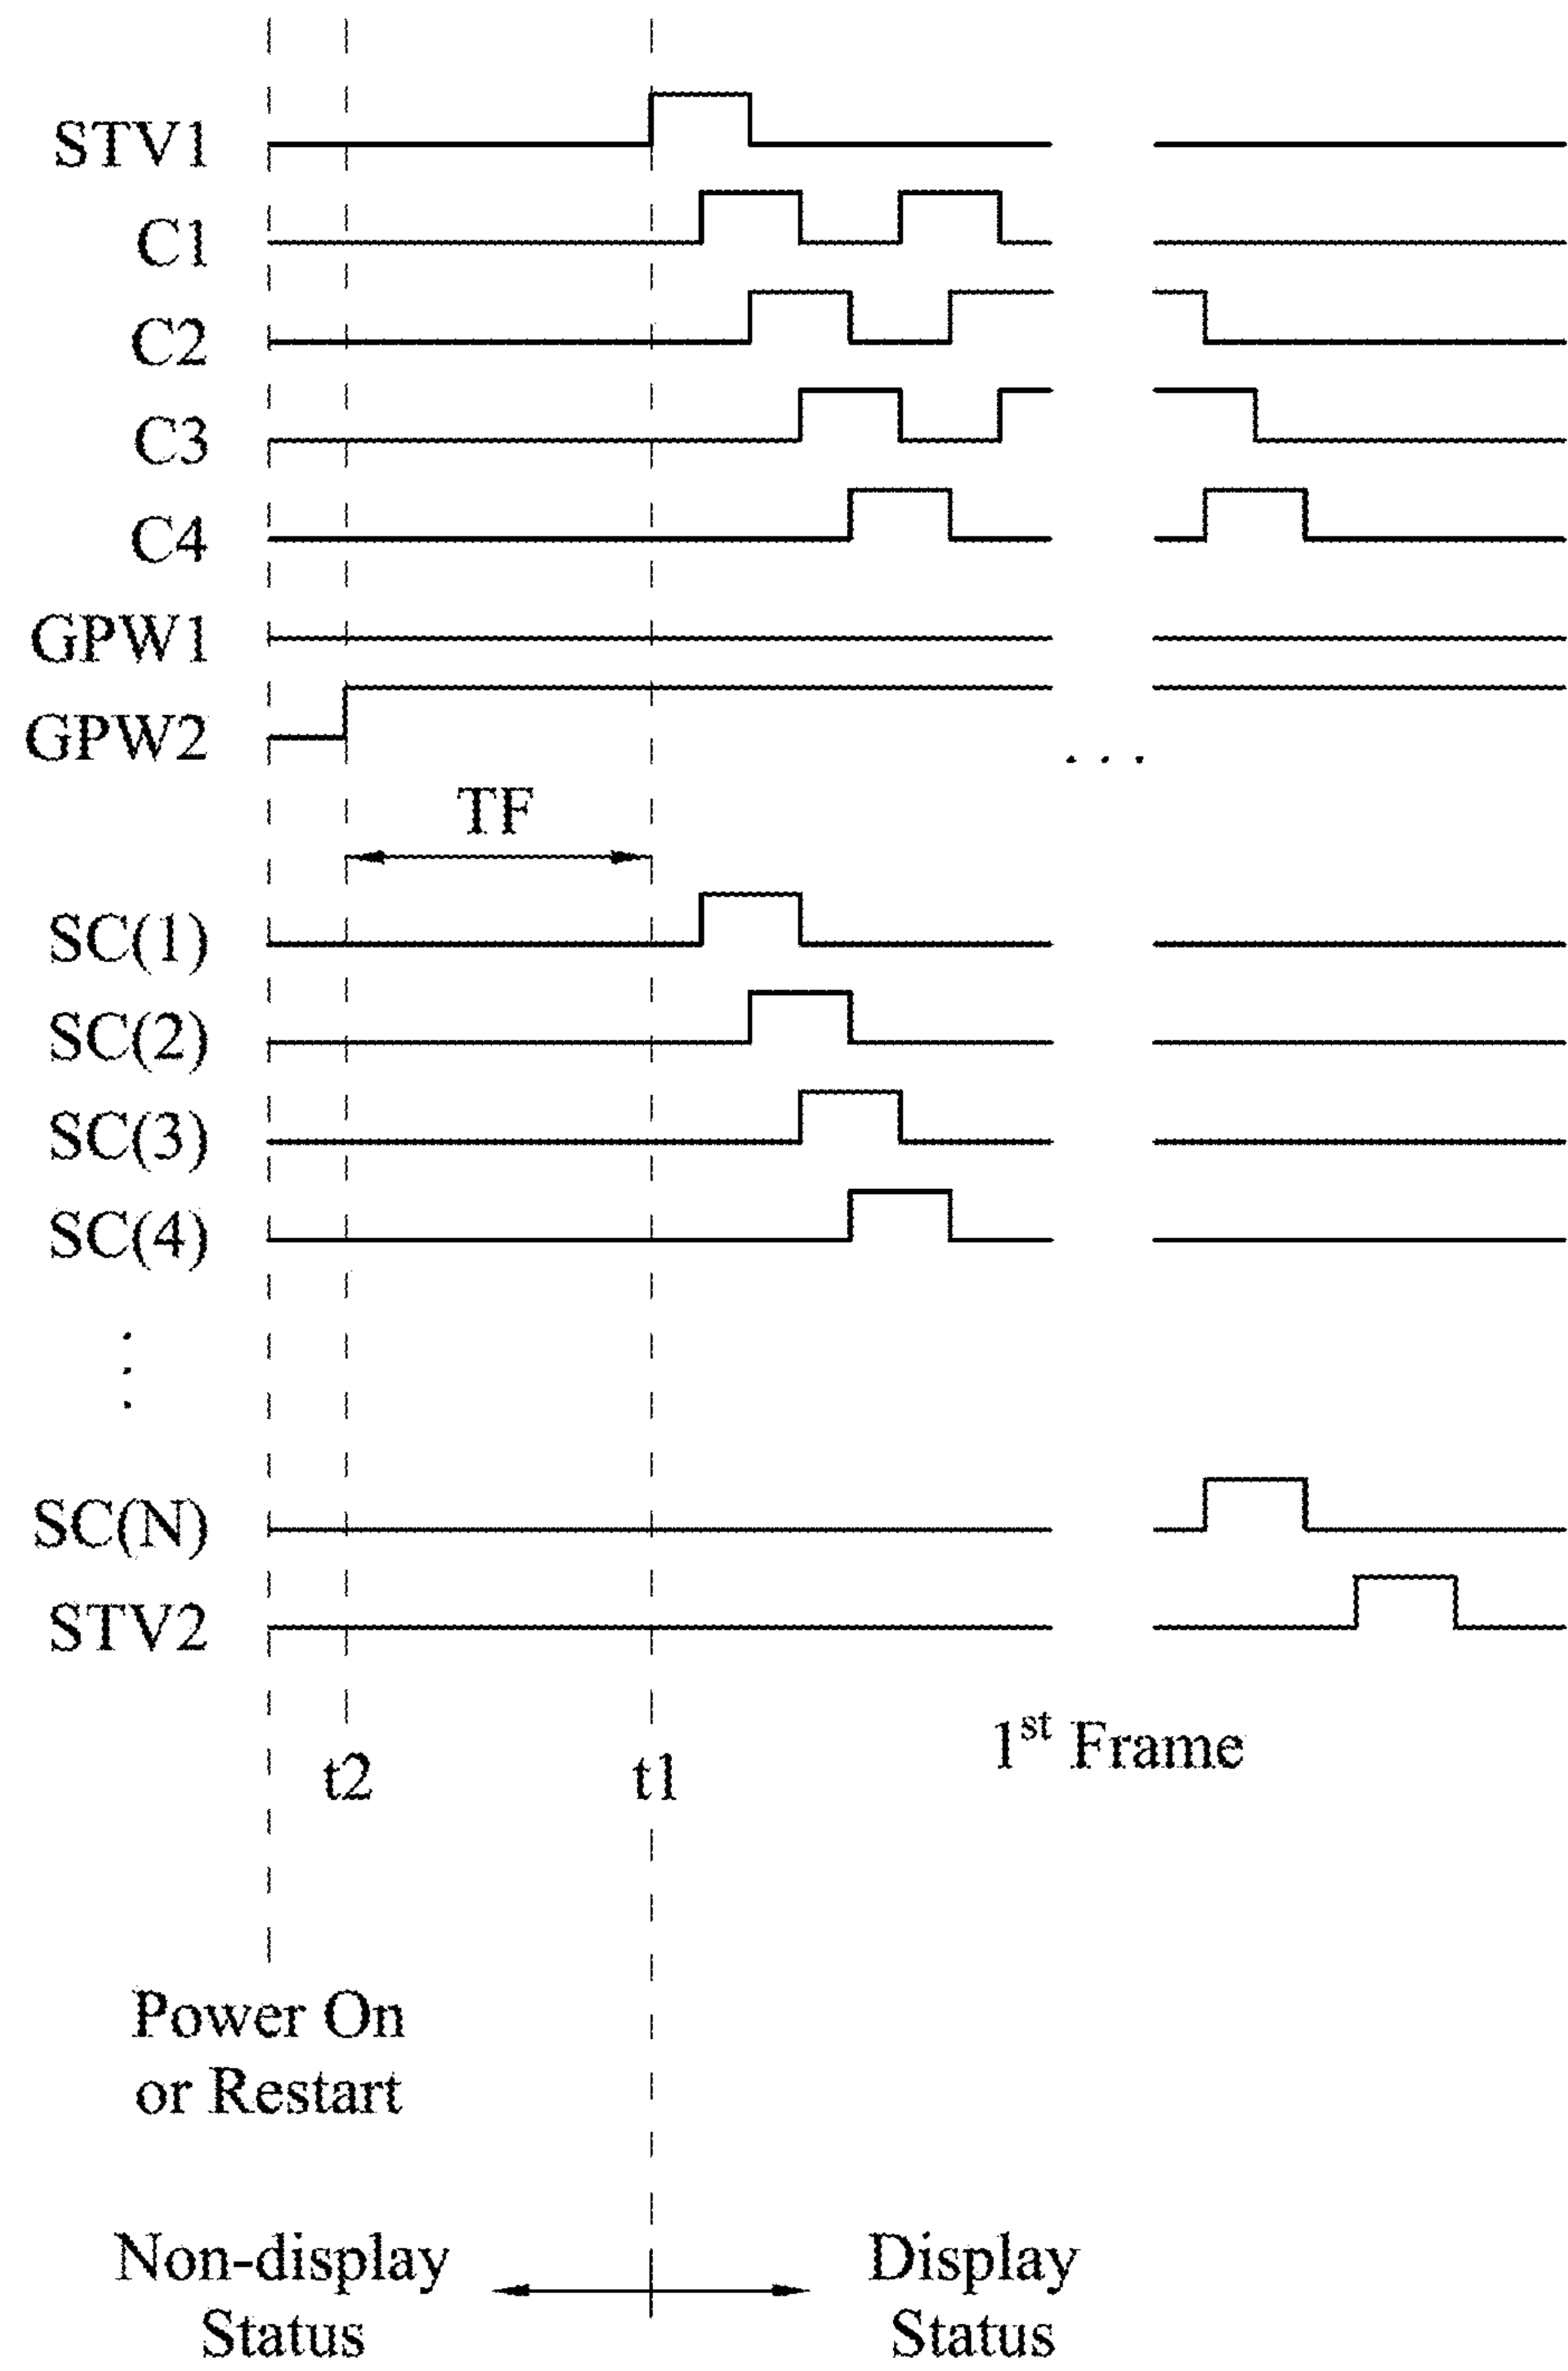 STV1
C1
C2
C3
C4
GPW1
GPW2
. . .
TF
SC(1)
SC(2)
SC(3)
SC(4)
SC(N)
STV2
1st Frame
t2
t1
Power On
or Restart
Non-display
Status
Display
Status